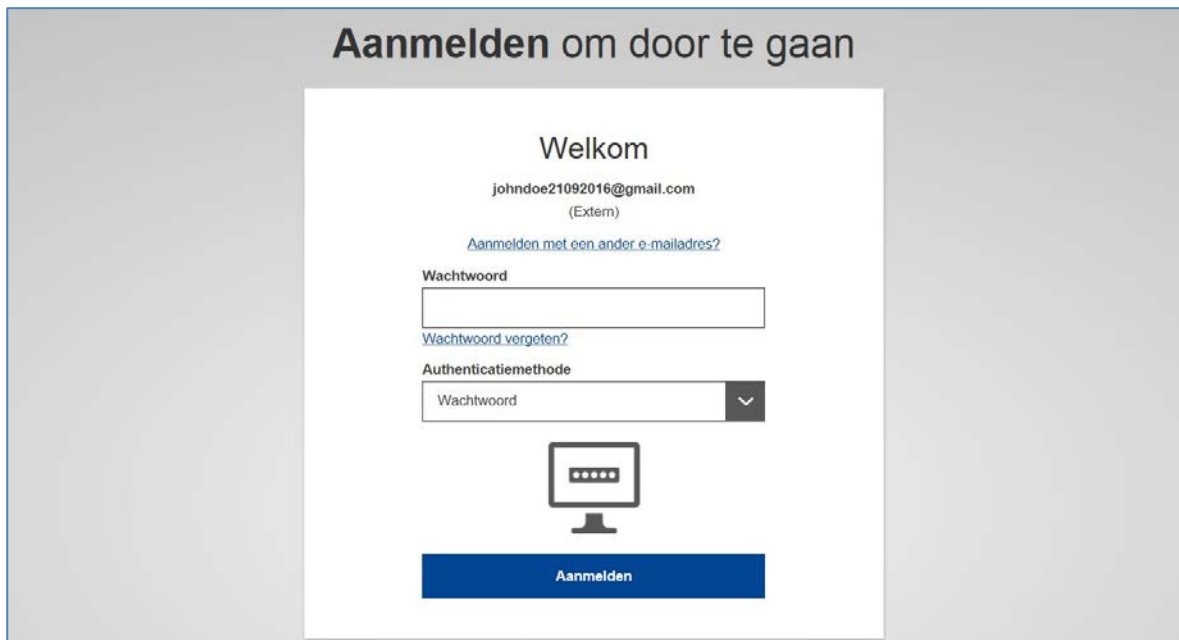 Aanmelden om door te gaan
Welkom
johndoe21092016@gmail.com
(Extern)
Aanmelden met een ander e-mailadres?
Wachtwoord
Wachtwoord vergeten?
Authenticatiemethode
Wachtwoord
Aanmelden